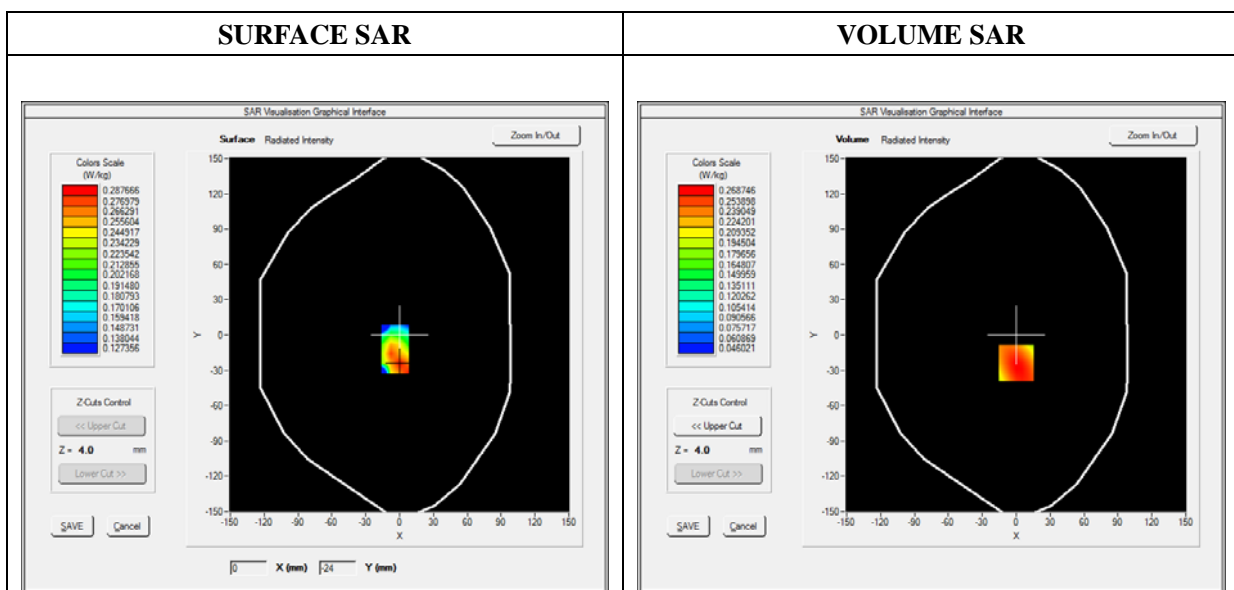 SURFACE SAR
VOLUME SAR
SAR Visualisation Graphical Interface
Surface Radiated Intensity
Zoom In/Out
Colors Scale
(W/kg)
0.287666
0.276979
0.266291
0.255604
0.244917
0.234229
0.223542
0.212855
0.202168
0.191480
0.180793
0.170106
0.159418
0.148731
0.138044
0.127356
Z-Cuts Control
<< Upper Cut
Z = 4.0 mm
Lower Cut >>
SAVE Cancel
150
120
90
60
30
0
-30
-60
-90
-120
-150
Y
-150 -120 -90 -60 -30 0 30 60 90 120 150
X
0 X (mm) -24 Y (mm)
SAR Visualisation Graphical Interface
Volume Radiated Intensity
Zoom In/Out
Colors Scale
(W/kg)
0.268746
0.253898
0.239049
0.224201
0.209352
0.194504
0.179656
0.164807
0.149959
0.135111
0.120262
0.105414
0.090566
0.075717
0.060869
0.046021
Z-Cuts Control
<< Upper Cut
Z = 4.0 mm
Lower Cut >>
SAVE Cancel
150
120
90
60
30
0
-30
-60
-90
-120
-150
Y
-150 -120 -90 -60 -30 0 30 60 90 120 150
X